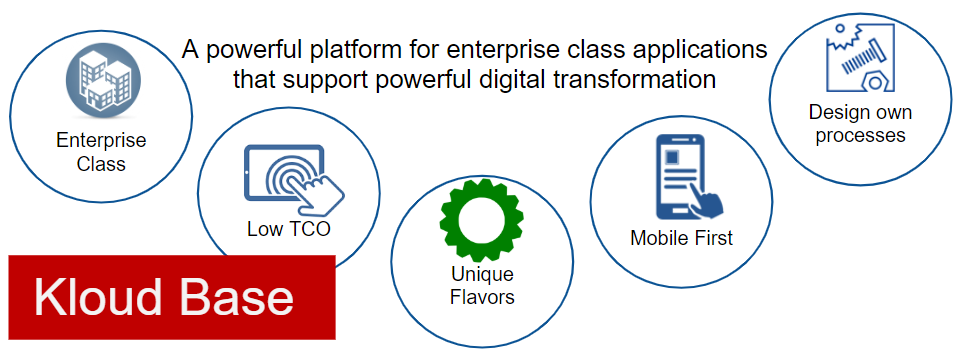 A powerful platform for enterprise class applications
that support powerful digital transformation
Enterprise
Class
Low TCO
Unique
Flavors
Mobile First
Design own
processes
Kloud Base